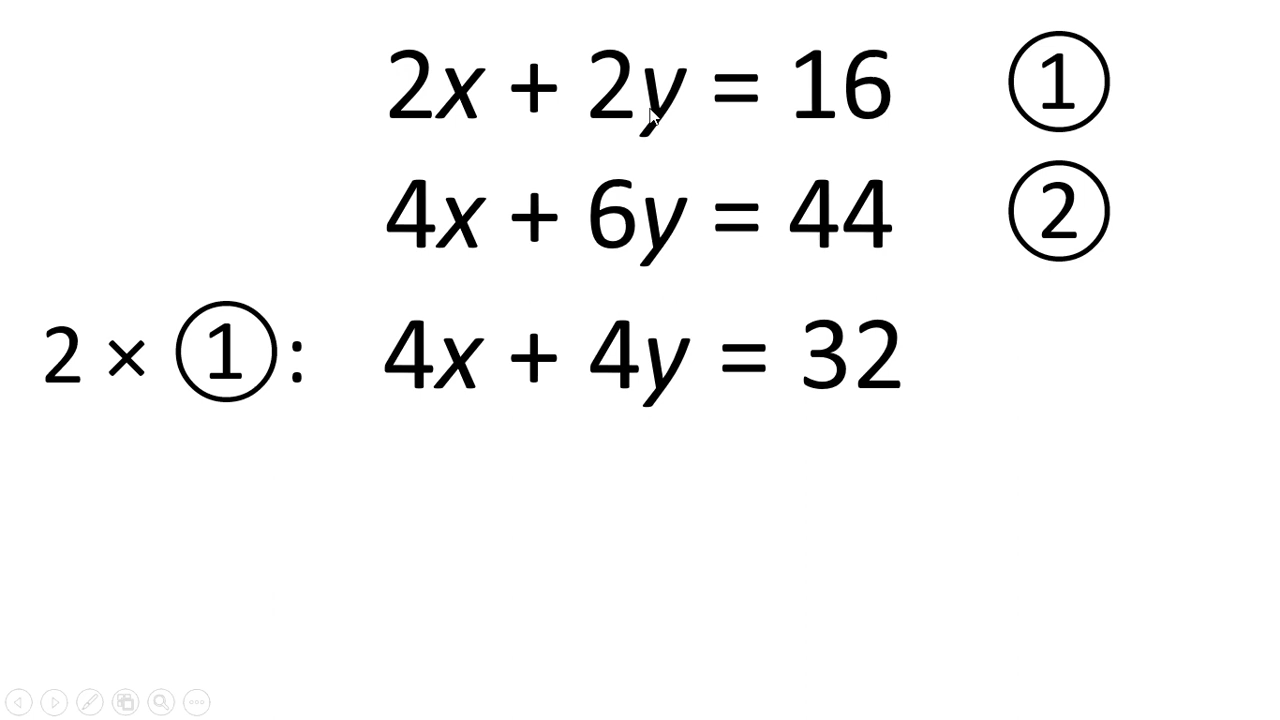 2x + 2y = 16 ①
4x + 6y = 44 ②
2 × ①: 4x + 4y = 32